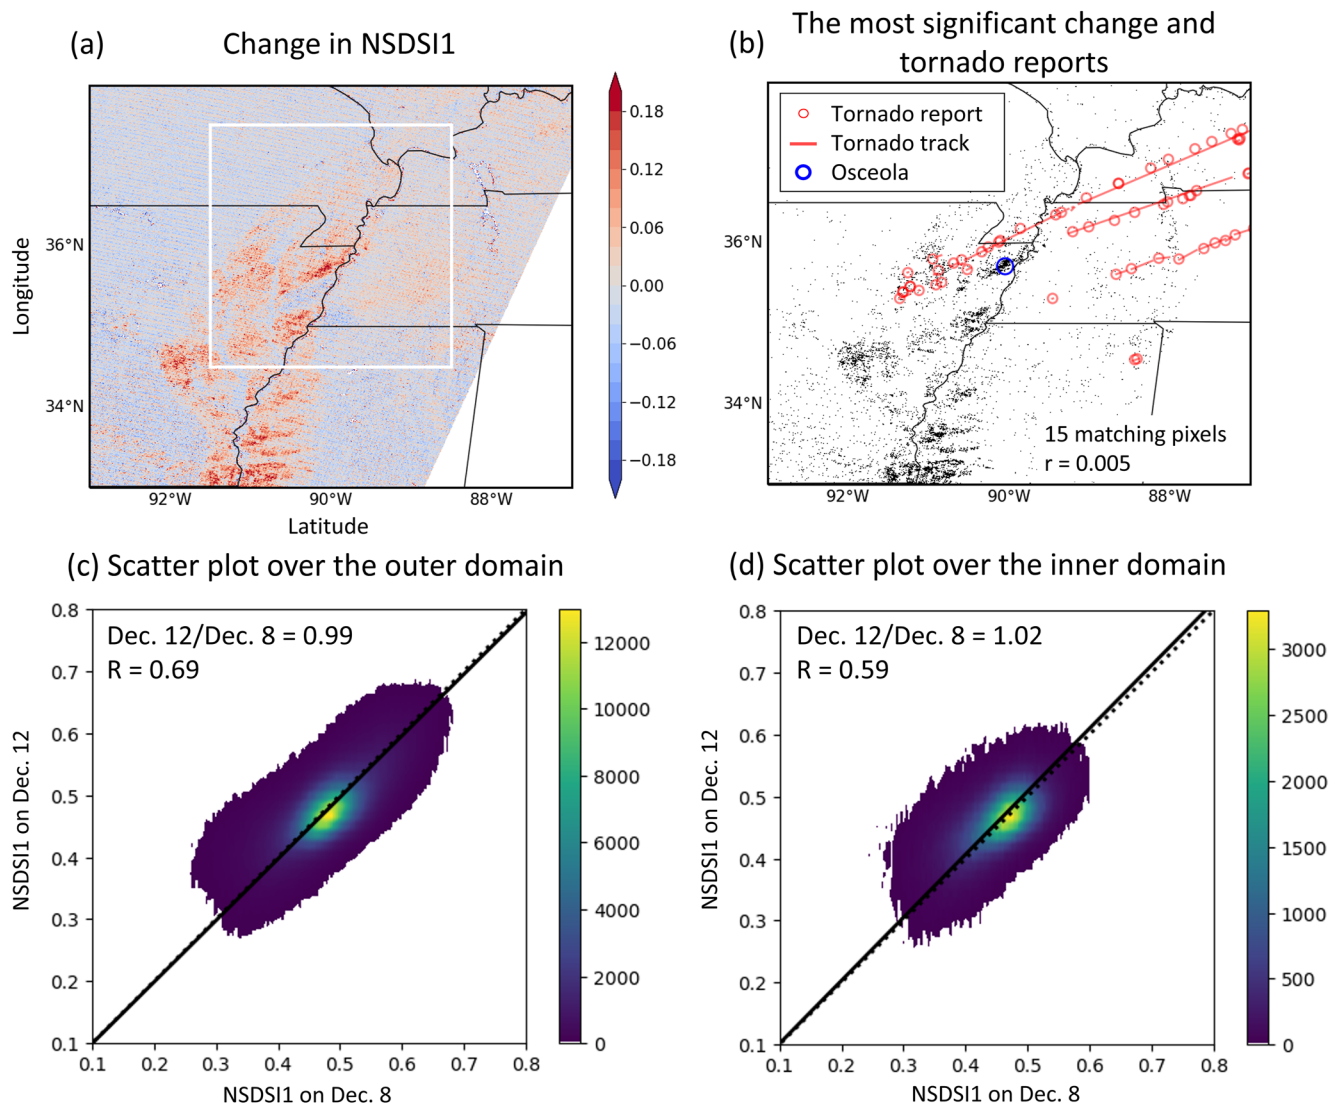 (a)
Change in NSDSI1
(b)
The most significant change and
tornado reports
Longitude
36°N
34°N
92°W
90°W
88°W
Latitude
0.18
0.12
0.06
0.00
−0.06
−0.12
−0.18
Tornado report
Tornado track
Osceola
36°N
34°N
15 matching pixels
r = 0.005
92°W
90°W
88°W
(c) Scatter plot over the outer domain
Dec. 12/Dec. 8 = 0.99
R = 0.69
NSDSI1 on Dec. 12
0.8
0.7
0.6
0.5
0.4
0.3
0.2
0.1
0.1
0.2
0.3
0.4
0.5
0.6
0.7
0.8
NSDSI1 on Dec. 8
12000
10000
8000
6000
4000
2000
0
(d) Scatter plot over the inner domain
Dec. 12/Dec. 8 = 1.02
R = 0.59
NSDSI1 on Dec. 12
0.8
0.7
0.6
0.5
0.4
0.3
0.2
0.1
0.1
0.2
0.3
0.4
0.5
0.6
0.7
0.8
NSDSI1 on Dec. 8
3000
2500
2000
1500
1000
500
0